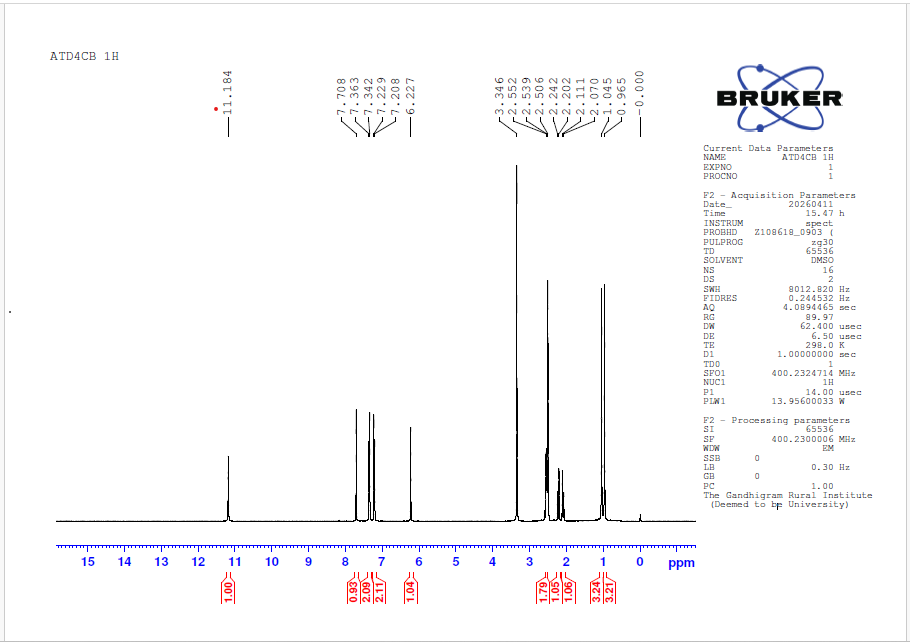 ATD4CB 1H
11.184
7.708
7.363
7.342
7.229
7.208
6.227
3.346
2.552
2.539
2.506
2.242
2.202
2.111
2.070
1.045
0.965
-0.000
BRUKER
Current Data Parameters
NAME ATD4CB 1H
EXPNO 1
PROCNO 1
F2 - Acquisition Parameters
Date_ 20260411
Time 15.47 h
INSTRUM spect
PROBHD Z108618_0903 (
PULPROG zg30
TD 65536
SOLVENT DMSO
NS 16
DS 2
SWH 8012.820 Hz
FIDRES 0.244532 Hz
AQ 4.0894465 sec
RG 89.97
DW 62.400 usec
DE 6.50 usec
TE 298.0 K
D1 1.00000000 sec
TD0 1
SFO1 400.2324714 MHz
NUC1 1H
P1 14.00 usec
PLW1 13.95600033 W
F2 - Processing parameters
SI 65536
SF 400.2300006 MHz
WDW EM
SSB 0
LB 0.30 Hz
GB 0
PC 1.00
The Gandhigram Rural Institute
(Deemed to be University)
15 14 13 12 11 10 9 8 7 6 5 4 3 2 1 0 ppm
1.00
0.93
2.09
2.11
1.04
1.79
1.05
1.06
3.24
3.21